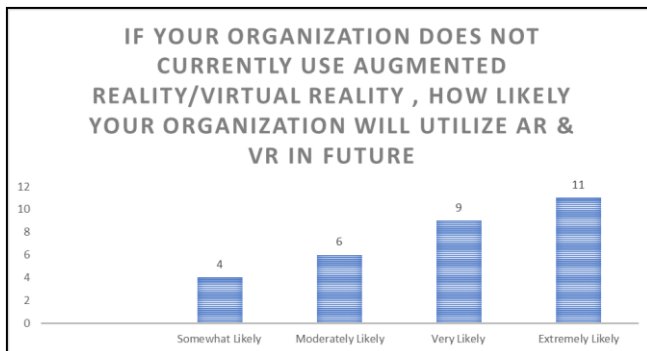 IF YOUR ORGANIZATION DOES NOT
CURRENTLY USE AUGMENTED
REALITY/VIRTUAL REALITY , HOW LIKELY
YOUR ORGANIZATION WILL UTILIZE AR &
VR IN FUTURE
12
10
8
6
4
2
0
4
6
9
11
Somewhat Likely
Moderately Likely
Very Likely
Extremely Likely